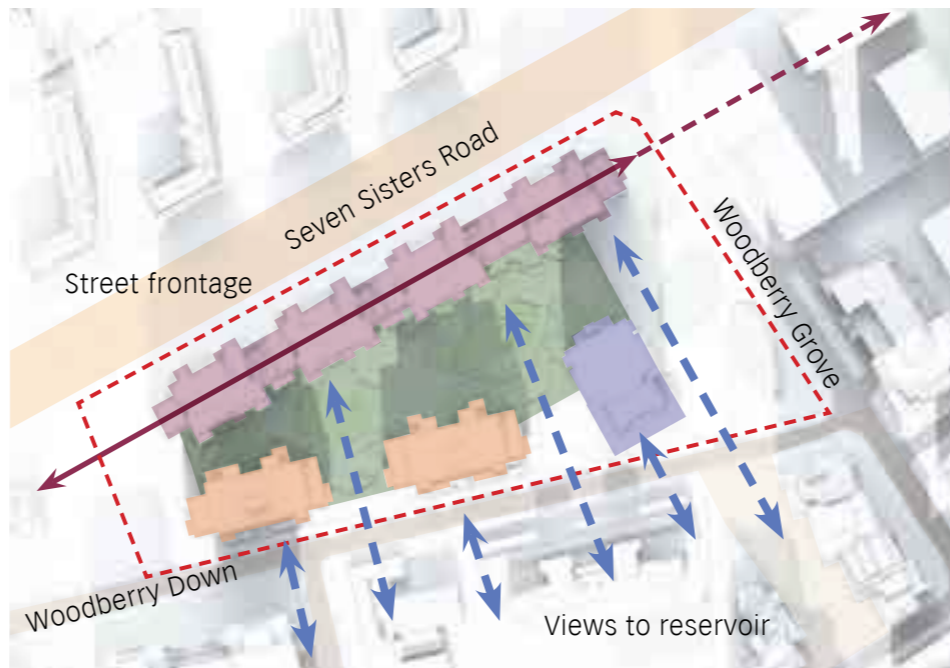 Seven Sisters Road
Street frontage
Woodberry Grove
Woodberry Down
Views to reservoir